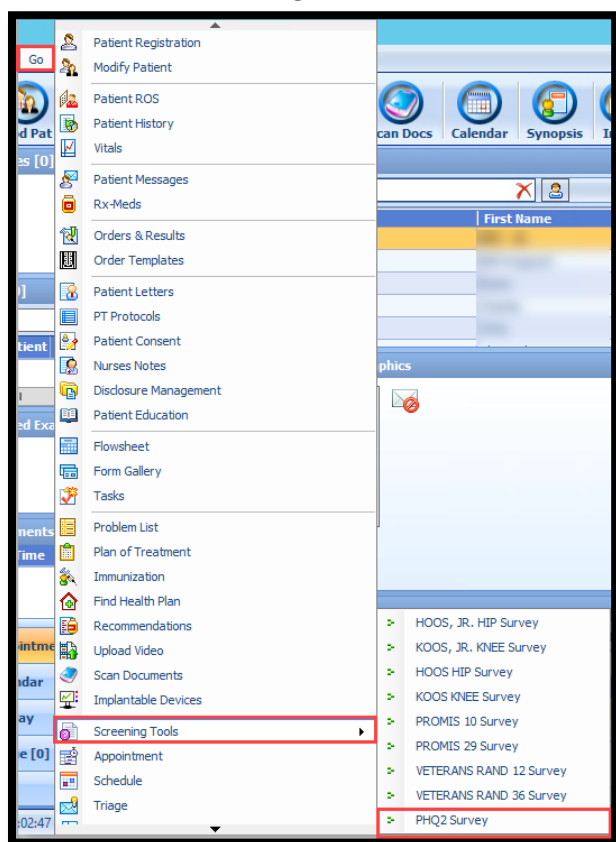 Go
Patient Registration
Modify Patient
Patient ROS
Patient History
Vitals
Patient Messages
Rx-Meds
Orders & Results
Order Templates
Patient Letters
PT Protocols
Patient Consent
Nurses Notes
Disclosure Management
Patient Education
Flowsheet
Form Gallery
Tasks
Problem List
Plan of Treatment
Immunization
Find Health Plan
Recommendations
Upload Video
Scan Documents
Implantable Devices
Screening Tools
Appointment
Schedule
Triage
d Pat
es [0]
]
tient
ed Exa
ments
Time
ointme
ndar
ay
e [0]
:02:47
can Docs
Calendar
Synopsis
First Name
phics
HOOS, JR. HIP Survey
KOOS, JR. KNEE Survey
HOOS HIP Survey
KOOS KNEE Survey
PROMIS 10 Survey
PROMIS 29 Survey
VETERANS RAND 12 Survey
VETERANS RAND 36 Survey
PHQ2 Survey